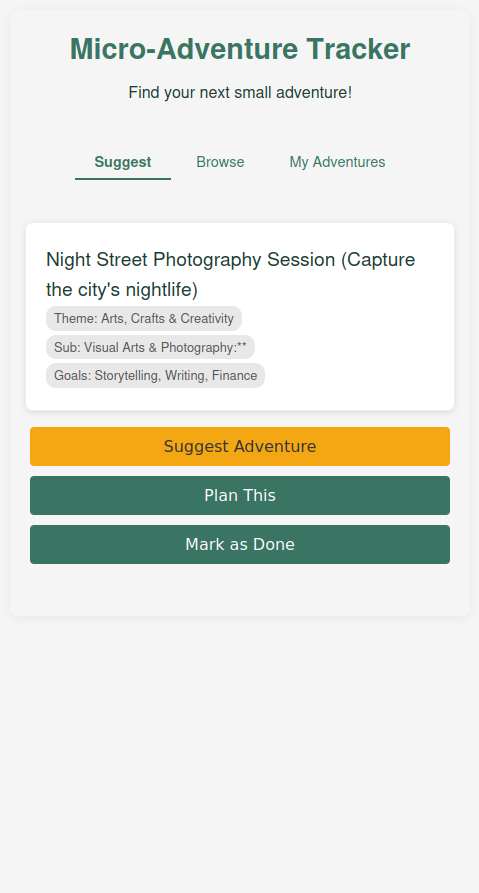 Micro-Adventure Tracker
Find your next small adventure!
Suggest Browse My Adventures
Night Street Photography Session (Capture
the city's nightlife)
Theme: Arts, Crafts & Creativity
Sub: Visual Arts & Photography:**
Goals: Storytelling, Writing, Finance
Suggest Adventure
Plan This
Mark as Done